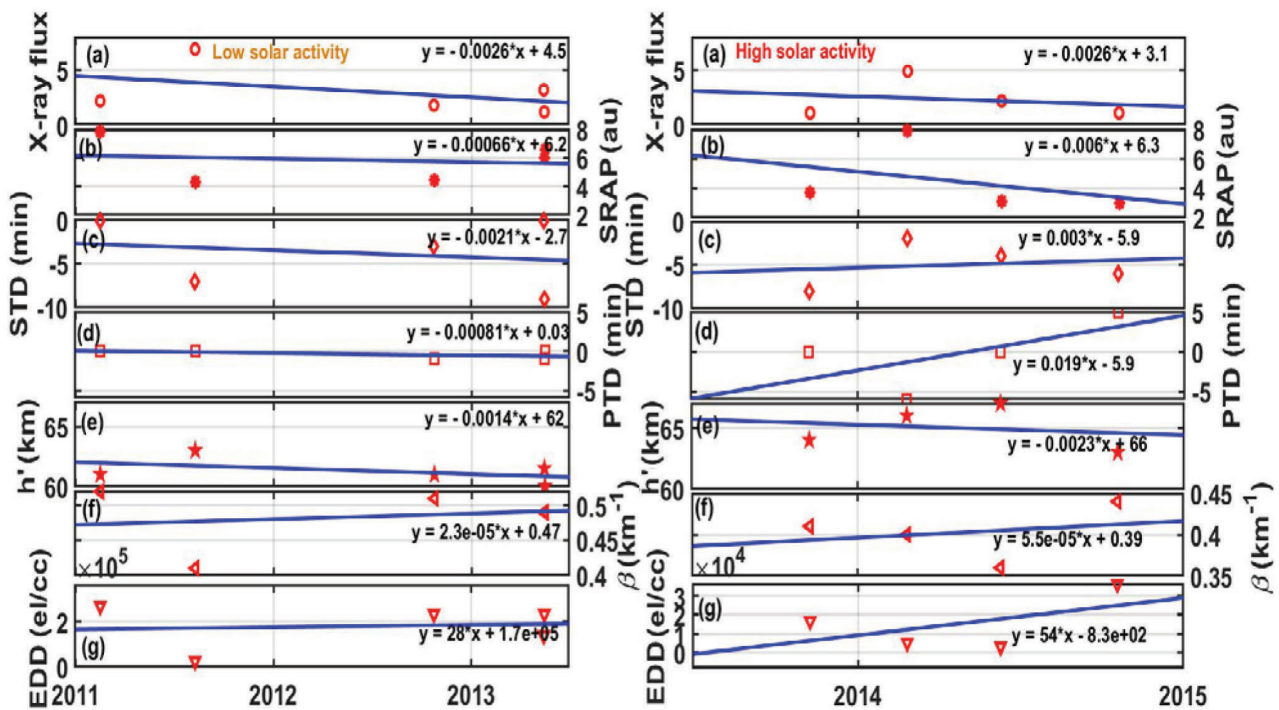 (a)
Low solar activity
y = - 0.0026*x + 4.5
X-ray flux
5
0
(b)
y = - 0.00066*x + 6.2
8
6
4
2
SRAP (au)
(c)
y = - 0.0021*x - 2.7
STD (min)
0
-5
-10
(d)
y = - 0.00081*x + 0.03
5
0
-5
PTD (min)
(e)
y = - 0.0014*x + 62
h' (km)
65
60
(f)
y = 2.3e-05*x + 0.47
0.5
0.45
0.4
β (km-1)
×10^5
EDD (el/cc)
2
0
(g)
y = 28*x + 1.7e+05
2011
2012
2013
(a)
High solar activity
y = - 0.0026*x + 3.1
X-ray flux
5
0
(b)
y = - 0.006*x + 6.3
8
6
4
2
SRAP (au)
(c)
y = 0.003*x - 5.9
STD (min)
0
-5
-10
(d)
y = 0.019*x - 5.9
5
0
-5
PTD (min)
(e)
y = - 0.0023*x + 66
h' (km)
65
60
(f)
y = 5.5e-05*x + 0.39
0.45
0.4
0.35
β (km-1)
×10^4
EDD (el/cc)
3
2
1
0
(g)
y = 54*x - 8.3e+02
2014
2015